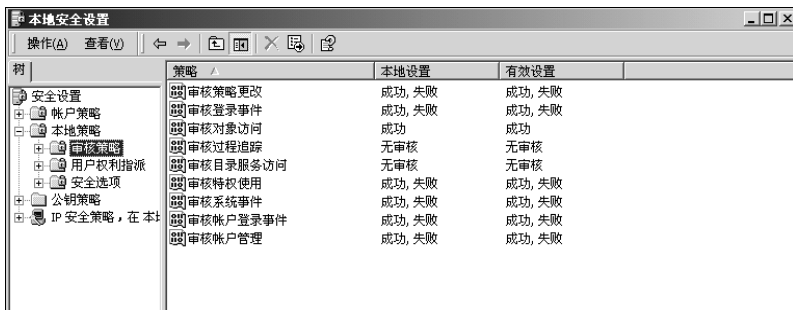 本地安全设置
操作(A) 查看(V)
树
策略 本地设置 有效设置
安全设置
帐户策略
本地策略
审核策略
用户权利指派
安全选项
公钥策略
IP 安全策略，在 本地
审核策略更改 成功, 失败 成功, 失败
审核登录事件 成功, 失败 成功, 失败
审核对象访问 成功 成功
审核过程追踪 无审核 无审核
审核目录服务访问 无审核 无审核
审核特权使用 成功, 失败 成功, 失败
审核系统事件 成功, 失败 成功, 失败
审核帐户登录事件 成功, 失败 成功, 失败
审核帐户管理 成功, 失败 成功, 失败